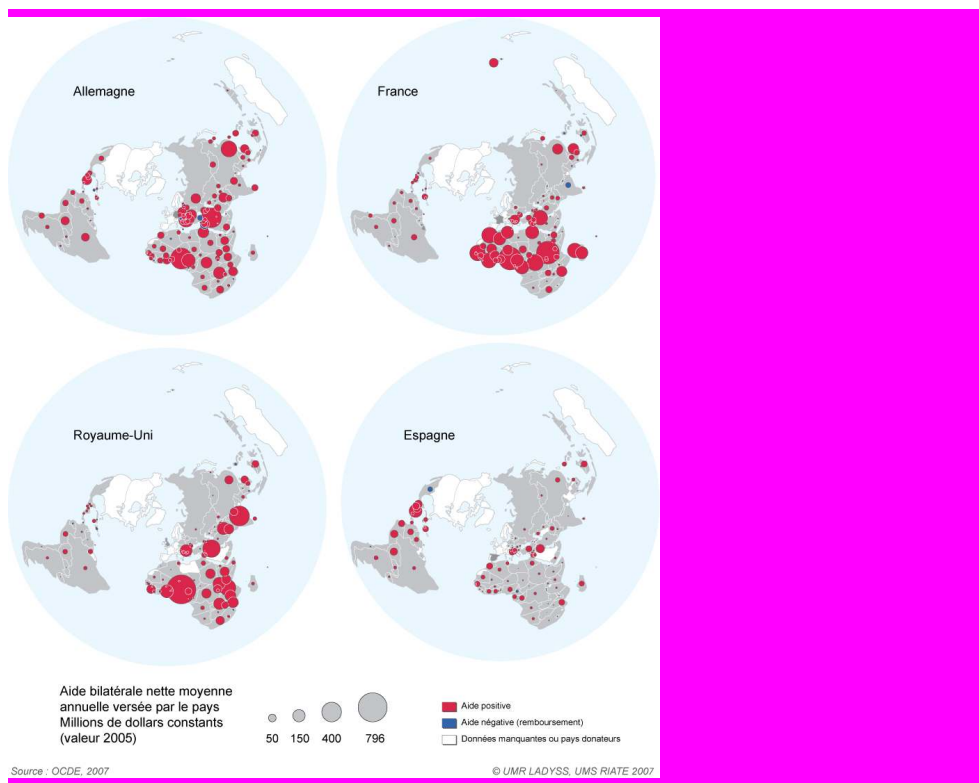 Allemagne
France
Royaume-Uni
Espagne
Aide bilatérale nette moyenne
annuelle versée par le pays
Millions de dollars constants
(valeur 2005)
50 150 400 796
Aide positive
Aide négative (remboursement)
Données manquantes ou pays donateurs
Source : OCDE, 2007
© UMR LADYSS, UMS RIATE 2007